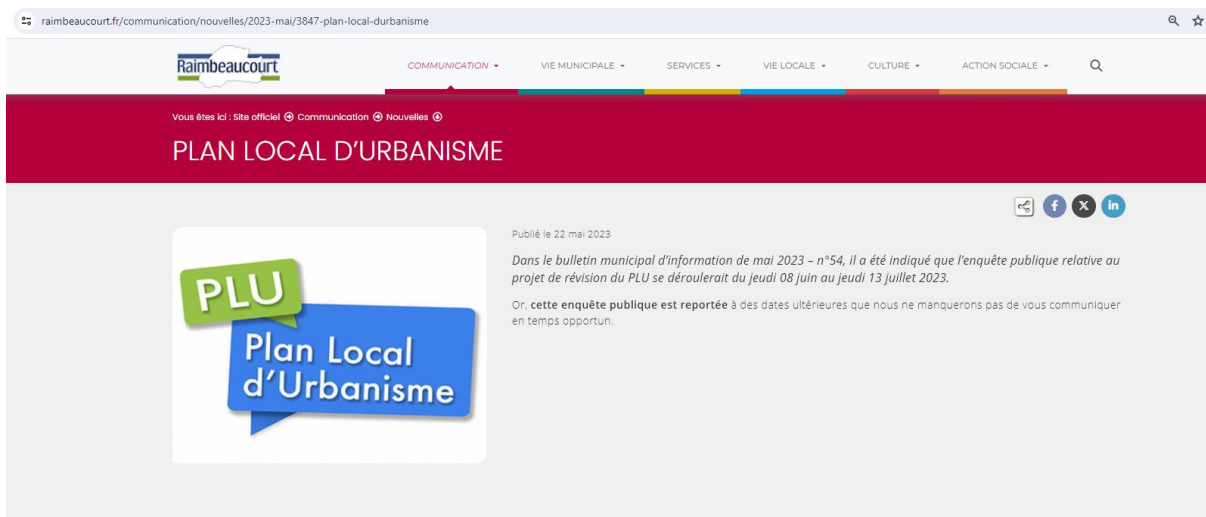 raimbeaucourt.fr/communication/nouvelles/2023-mai/3847-plan-local-durbanisme
Raimbeaucourt
COMMUNICATION
VIE MUNICIPALE
SERVICES
VIE LOCALE
CULTURE
ACTION SOCIALE
Vous êtes ici : Site officiel Communication Nouvelles
PLAN LOCAL D'URBANISME
Publié le 22 mai 2023
Dans le bulletin municipal d'information de mai 2023 – n°54, il a été indiqué que l'enquête publique relative au
projet de révision du PLU se déroulerait du jeudi 08 juin au jeudi 13 juillet 2023.
Or, cette enquête publique est reportée à des dates ultérieures que nous ne manquerons pas de vous communiquer
en temps opportun.
PLU
Plan Local
d'Urbanisme